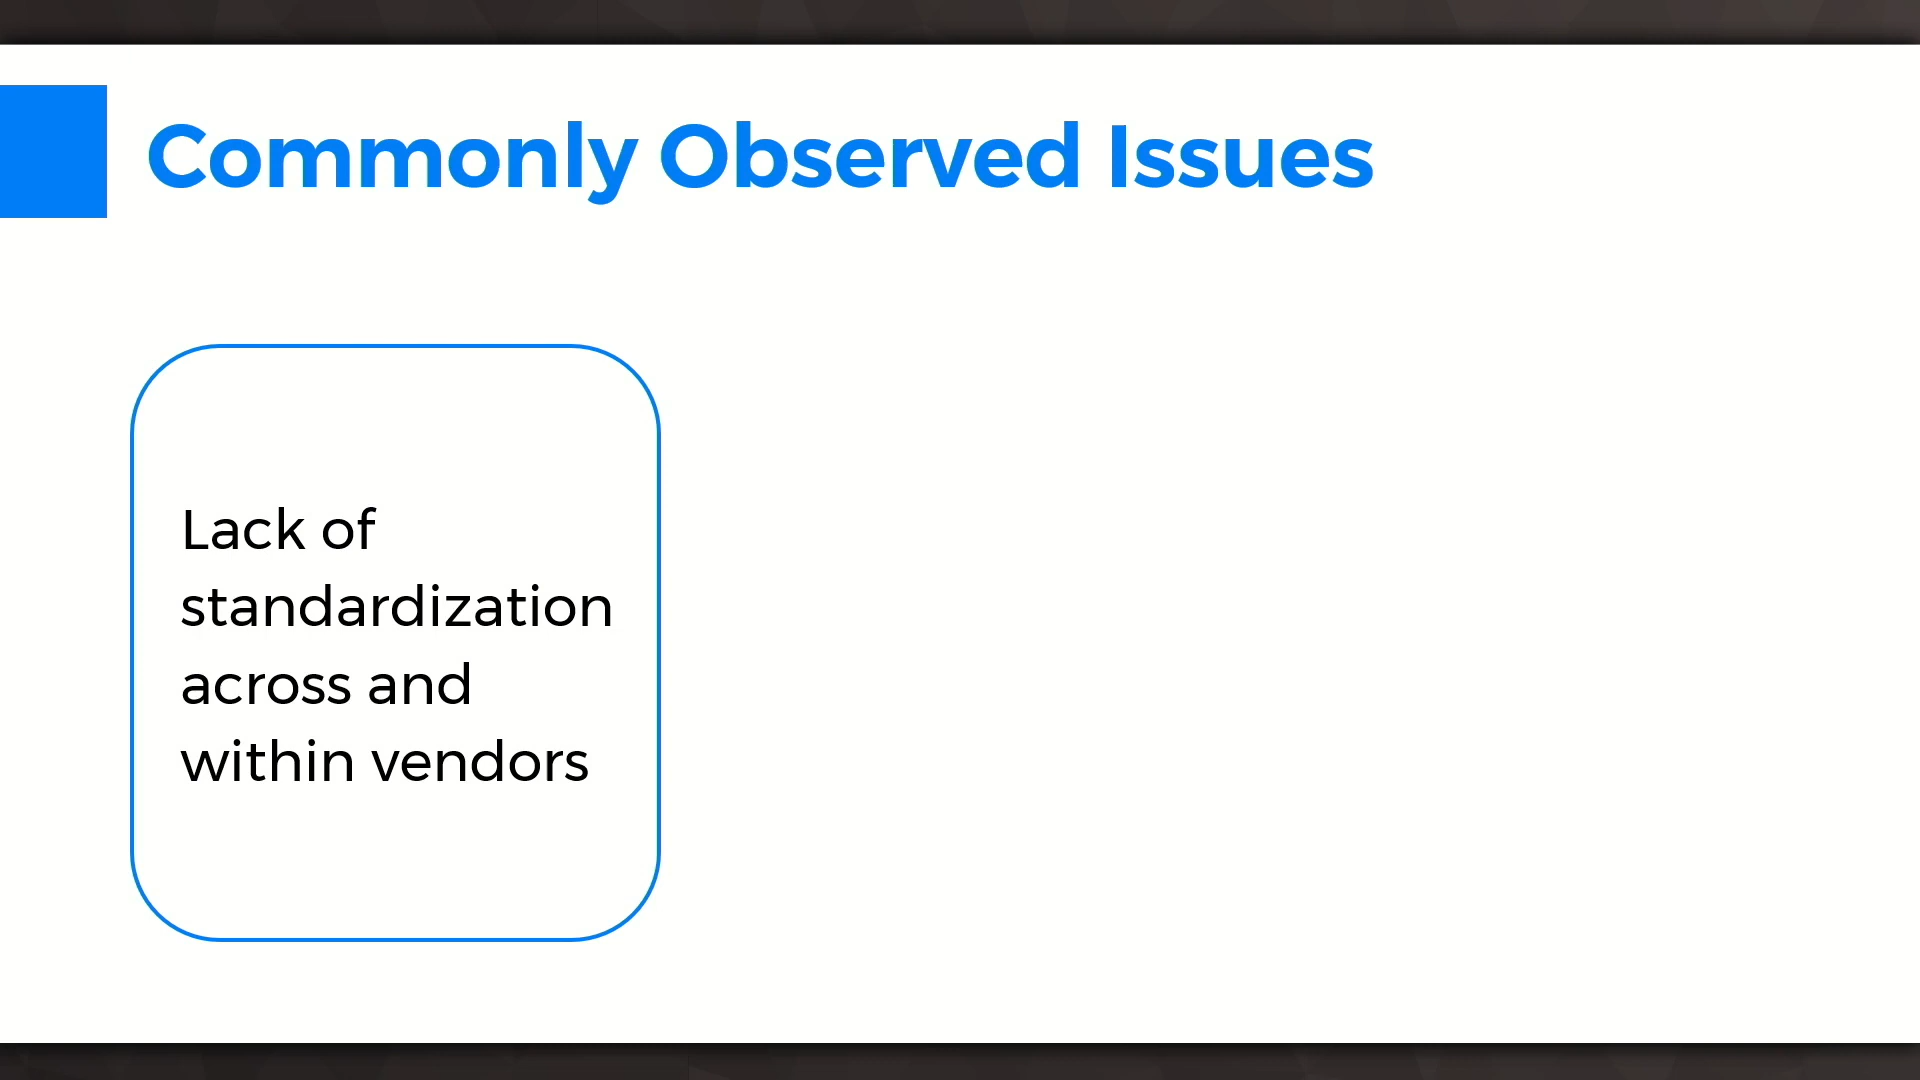 Commonly Observed Issues
Lack of
standardization
across and
within vendors